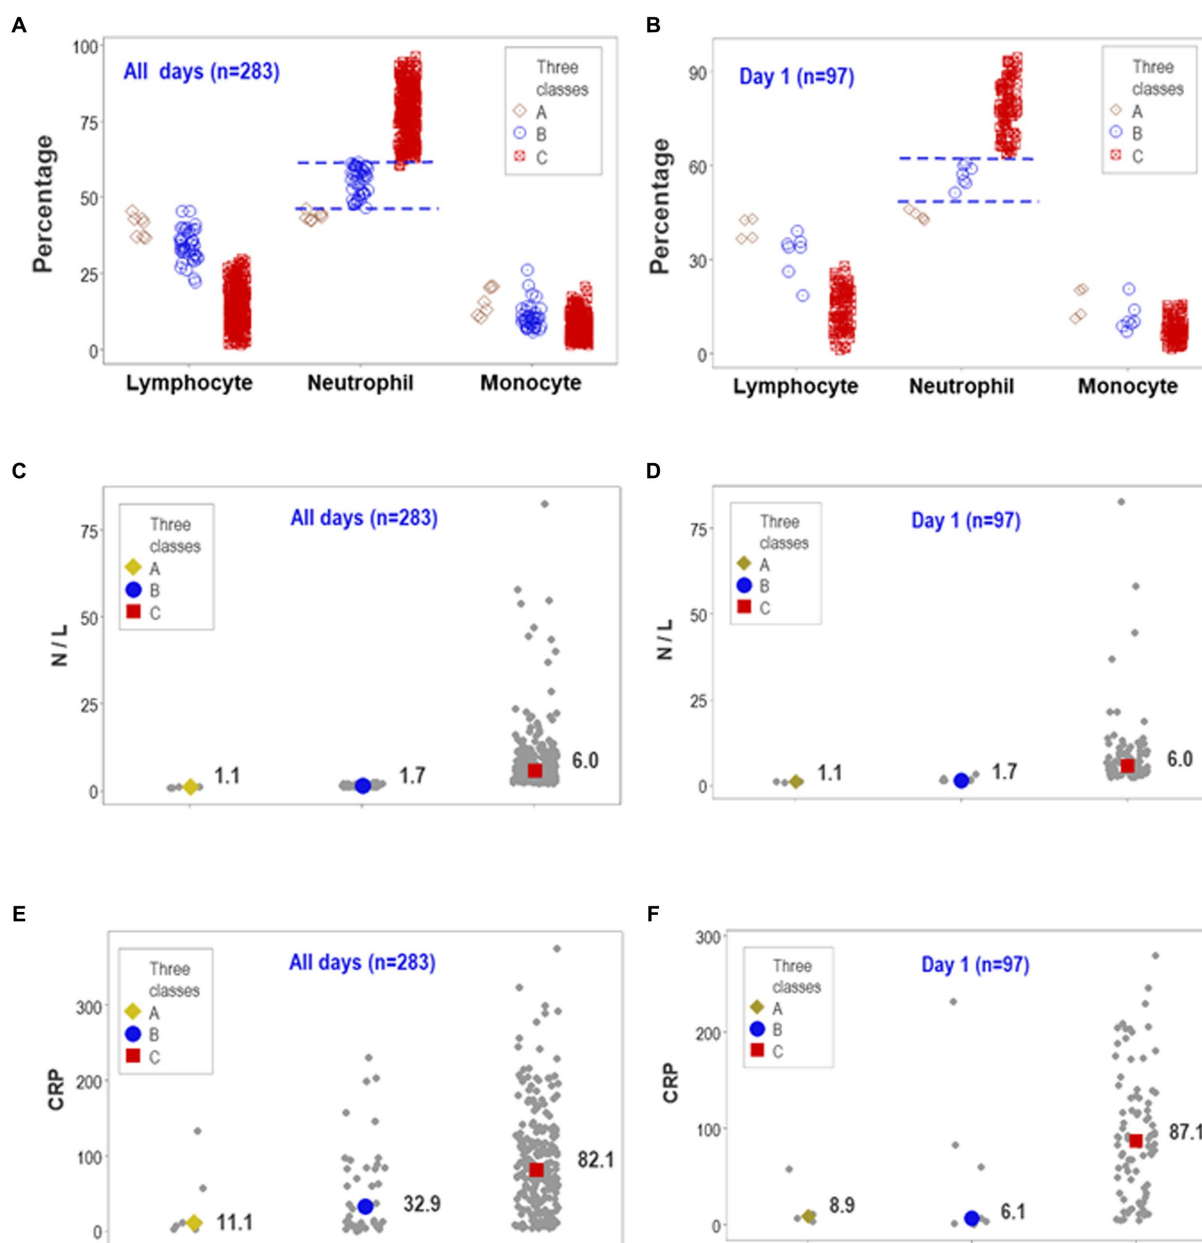 A
100
75
50
25
0
Percentage
All days (n=283)
Three
classes
A
B
C
Lymphocyte
Neutrophil
Monocyte
B
90
60
30
0
Percentage
Day 1 (n=97)
Three
classes
A
B
C
Lymphocyte
Neutrophil
Monocyte
C
75
50
25
0
N / L
All days (n=283)
Three
classes
A
B
C
1.1
1.7
6.0
D
75
50
25
0
N / L
Day 1 (n=97)
Three
classes
A
B
C
1.1
1.7
6.0
E
300
200
100
0
CRP
All days (n=283)
Three
classes
A
B
C
11.1
32.9
82.1
F
300
200
100
0
CRP
Day 1 (n=97)
Three
classes
A
B
C
8.9
6.1
87.1